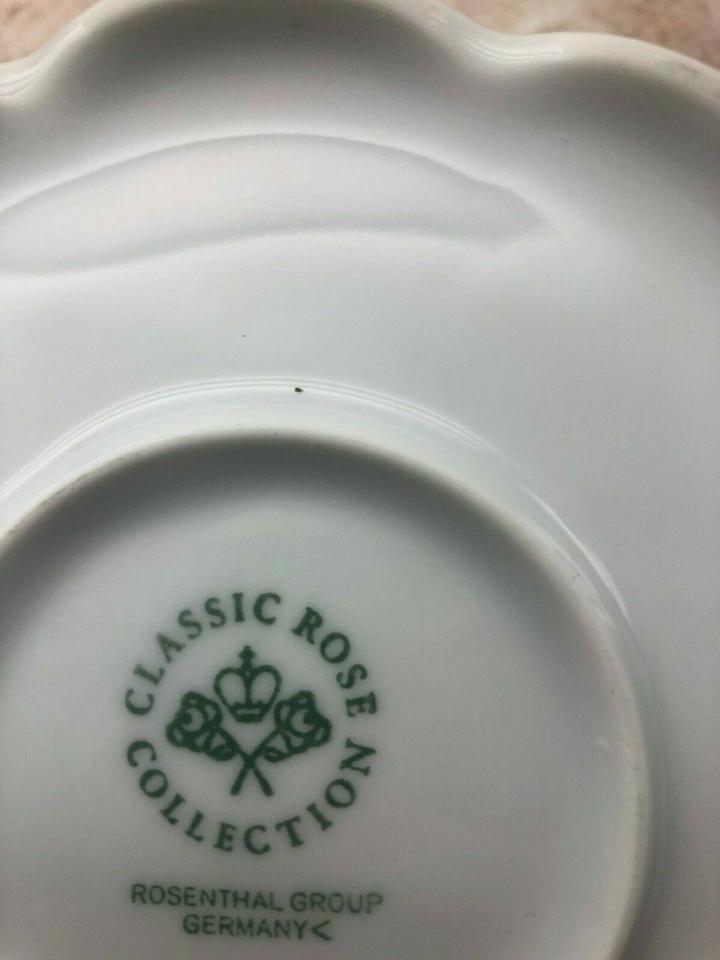 CLASSIC ROSE
COLLECTION
ROSENTHAL GROUP
GERMANY<